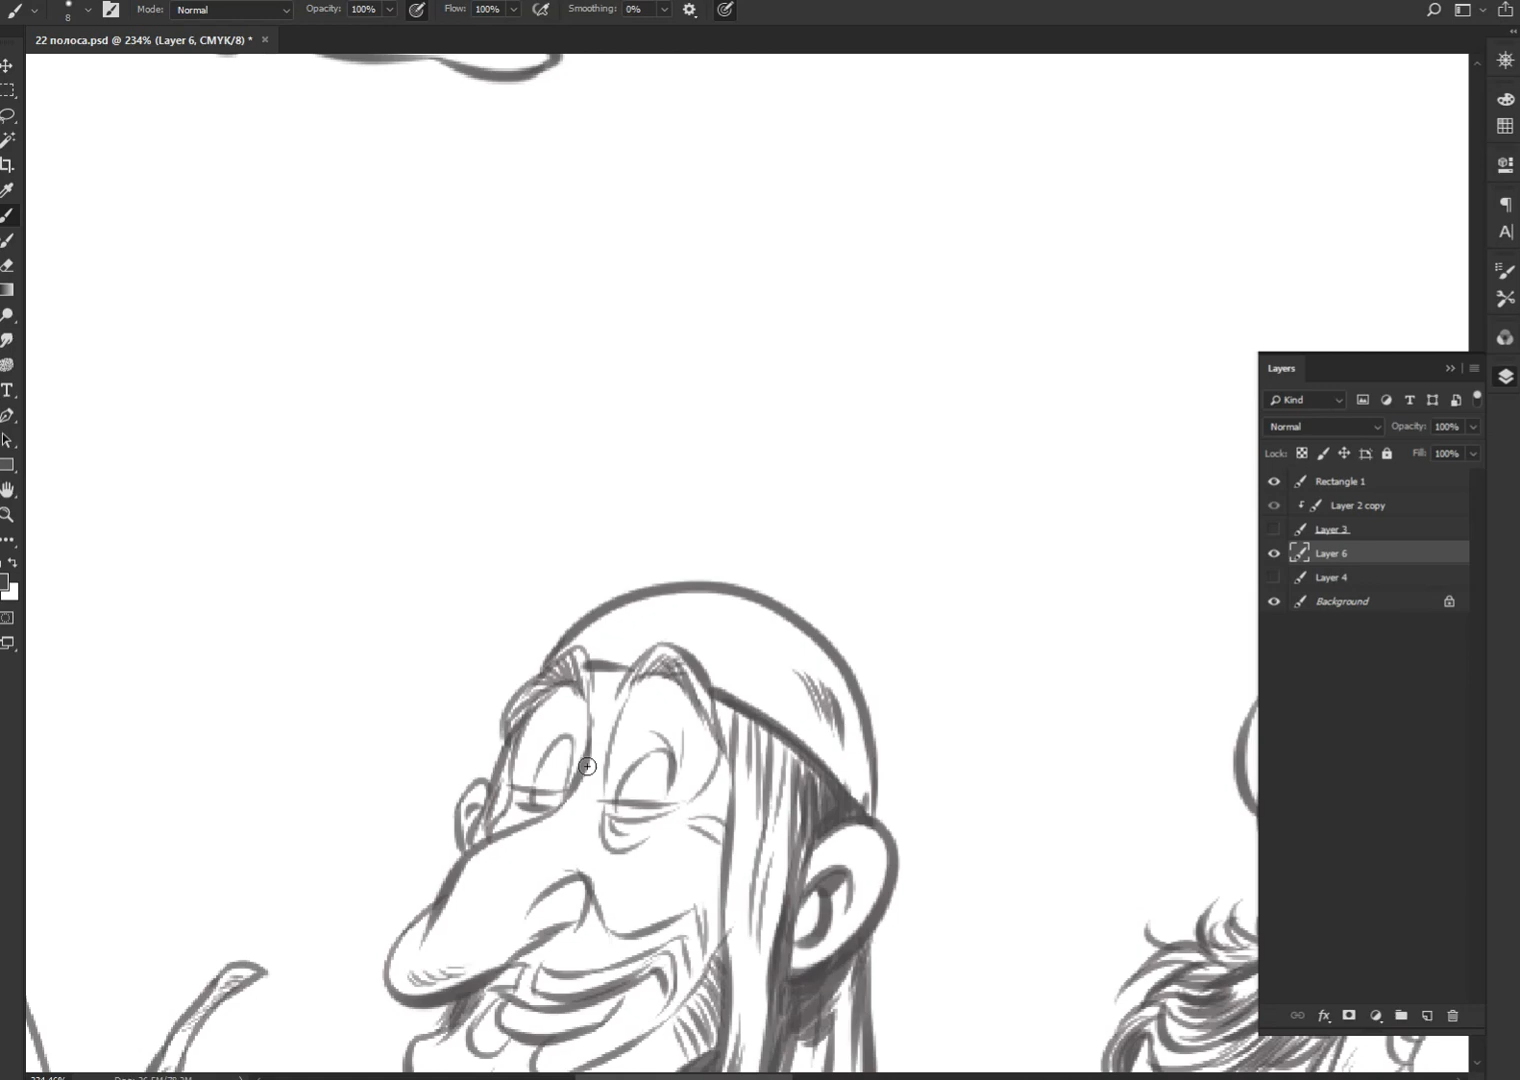 8 Mode: Normal Opacity: 100% Flow: 100% Smoothing: 0%
22 полоса.psd @ 234% (Layer 6, CMYK/8) * ×
Layers
Kind
Normal Opacity: 100%
Lock: Fill: 100%
Rectangle 1
Layer 2 copy
Layer 3
Layer 6
Layer 4
Background